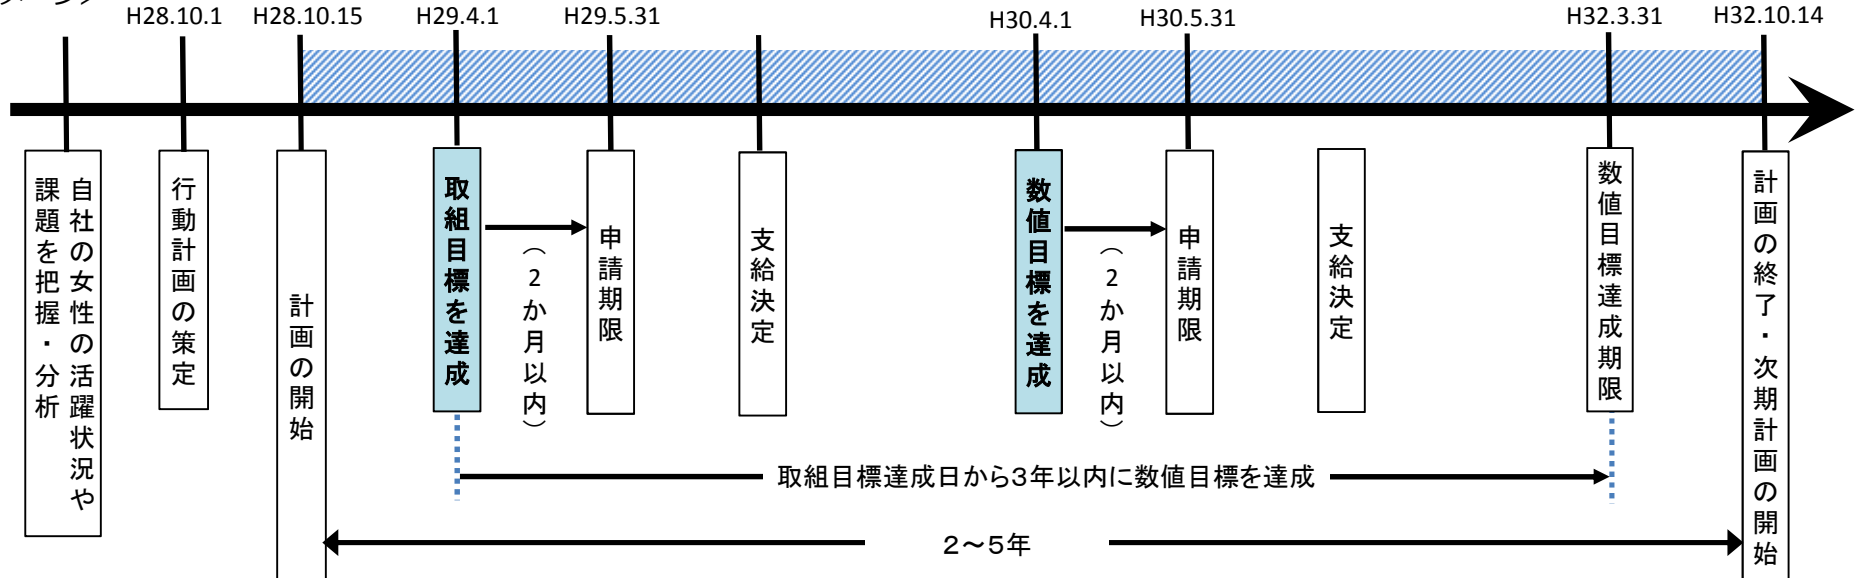 H28.10.1
H28.10.15
H29.4.1
H29.5.31
H30.4.1
H30.5.31
H32.3.31
H32.10.14
自社の女性の活躍状況や
課題を把握・分析
行動計画の策定
計画の開始
取組目標を達成
（2か月以内）
申請期限
支給決定
数値目標を達成
（2か月以内）
申請期限
支給決定
数値目標達成期限
計画の終了・次期計画の開始
取組目標達成日から3年以内に数値目標を達成
2～5年